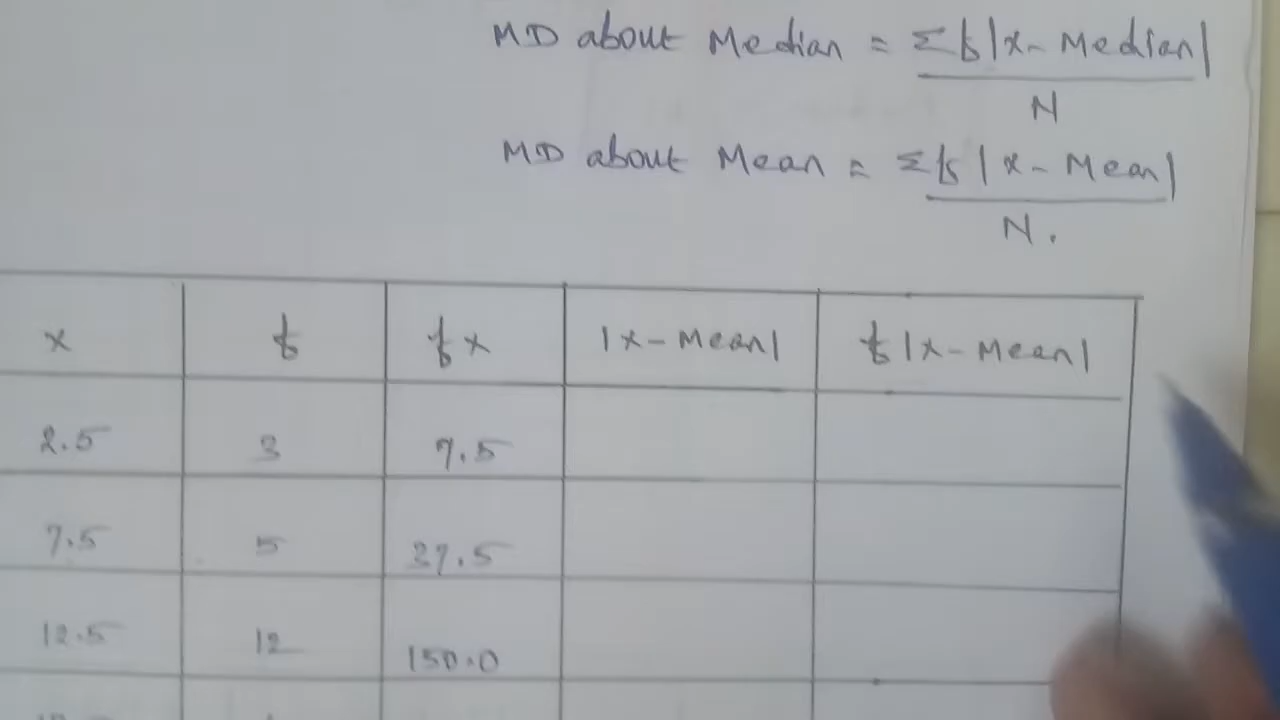 MD about Median = Σf|x - Median|
N
MD about Mean = Σf|x - Mean|
N.
x f fx |x - Mean| f|x - Mean|
2.5 3 7.5
7.5 5 37.5
12.5 12 150.0